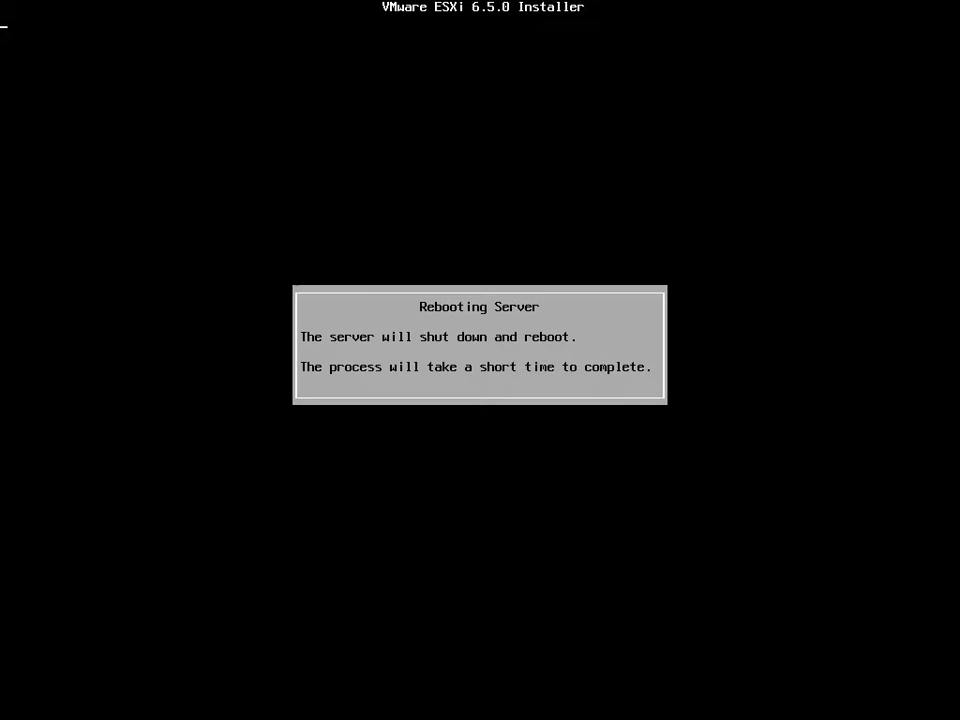 VMware ESXi 6.5.0 Installer
Rebooting Server
The server will shut down and reboot.
The process will take a short time to complete.